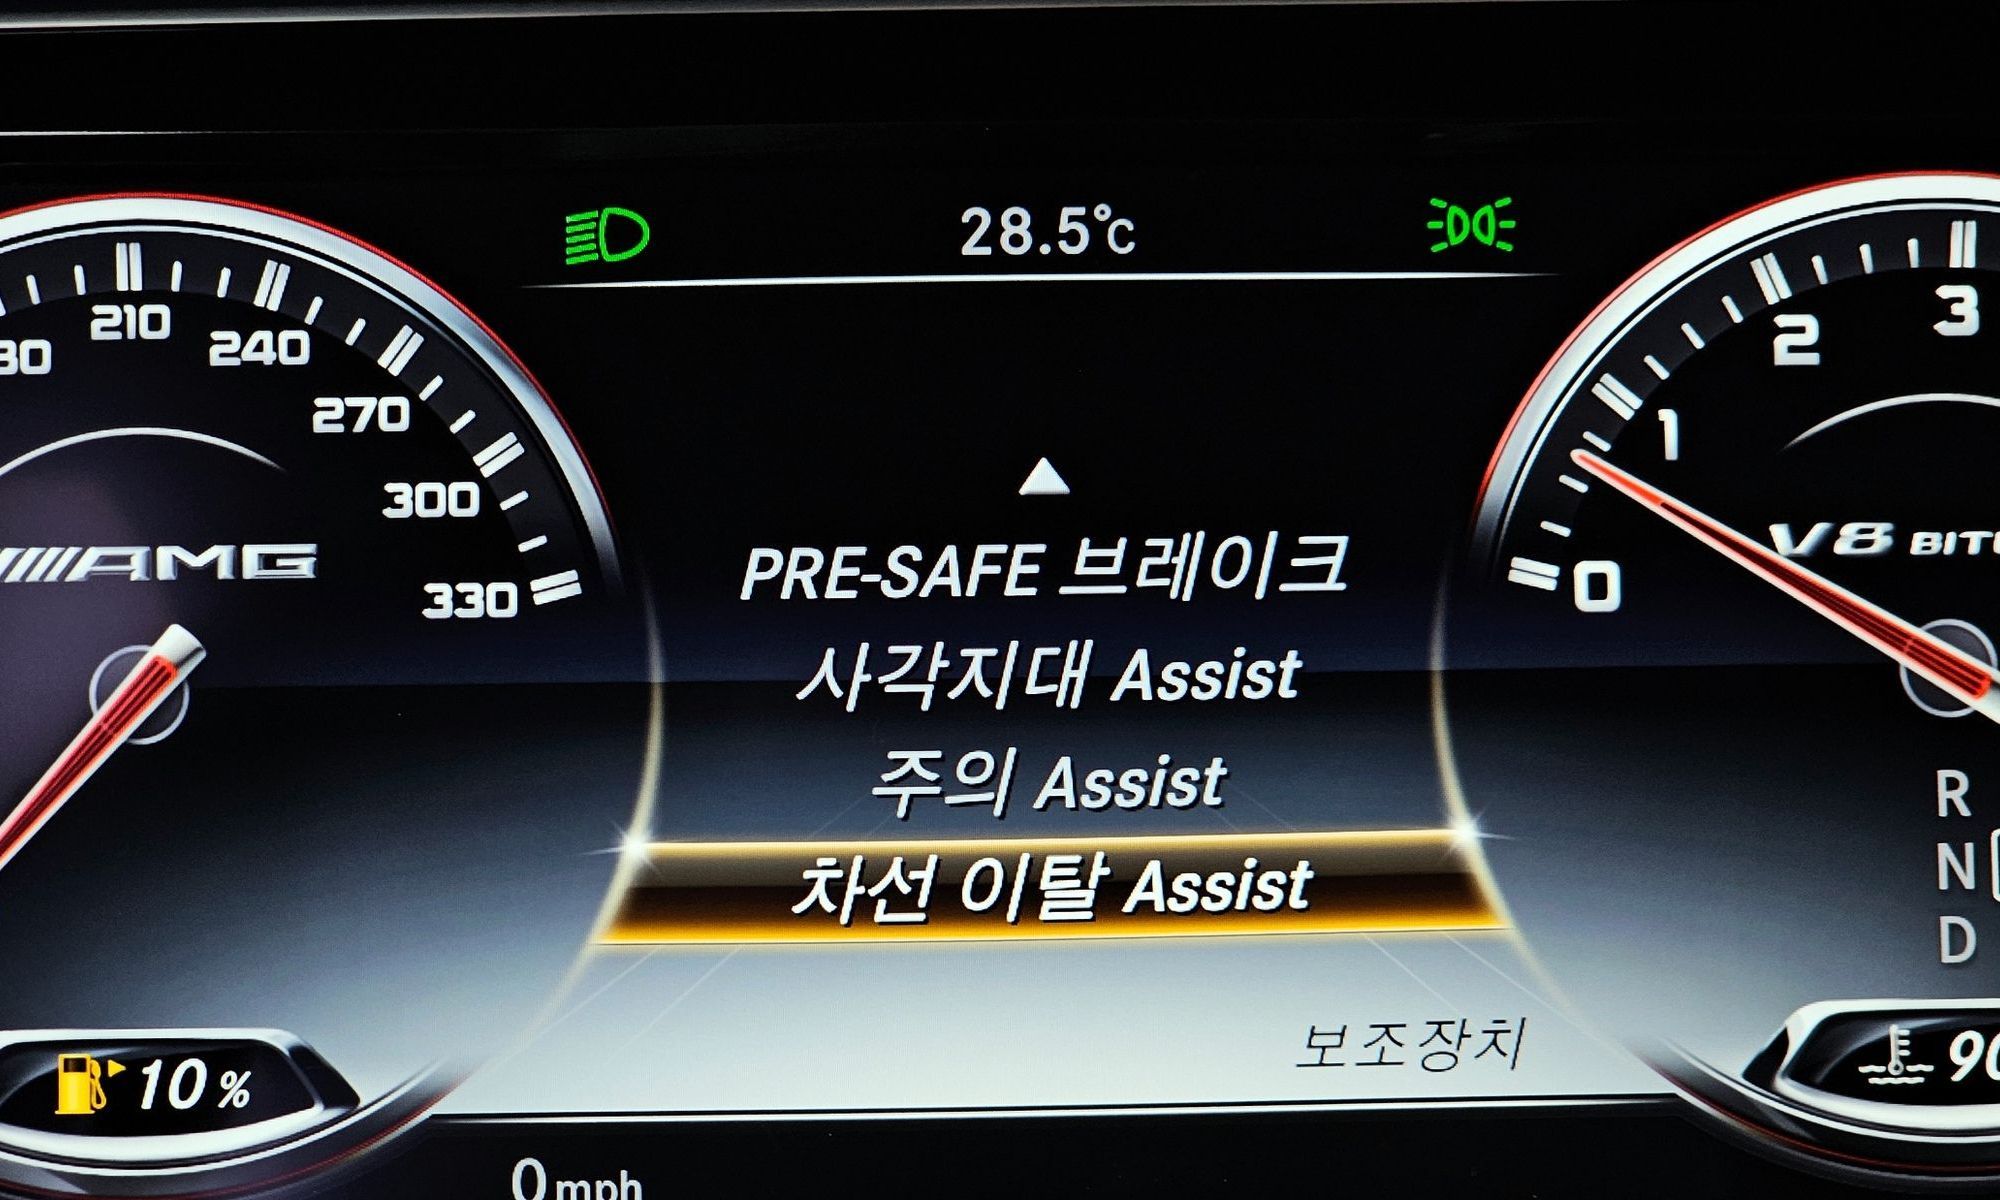 28.5℃
210
240
270
300
330
AMG
PRE-SAFE 브레이크
사각지대 Assist
주의 Assist
차선 이탈 Assist
보조장치
0
1
2
3
V8
R
N
D
10 %
0 mph